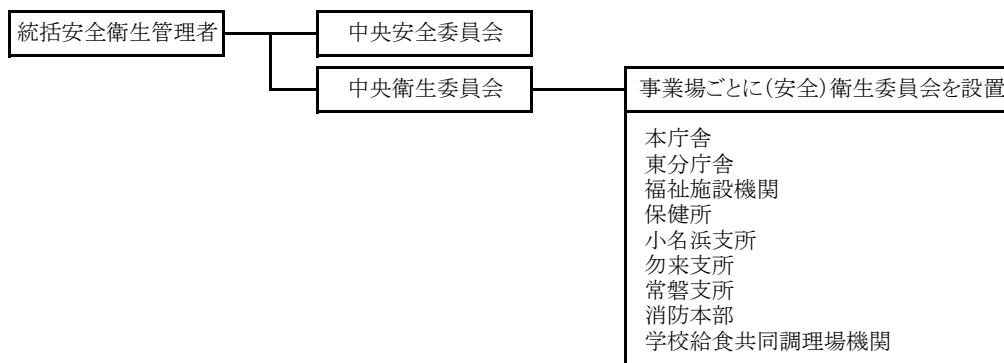 統括安全衛生管理者
中央安全委員会
中央衛生委員会
事業場ごとに(安全)衛生委員会を設置
本庁舎
東分庁舎
福祉施設機関
保健所
小名浜支所
勿来支所
常磐支所
消防本部
学校給食共同調理場機関